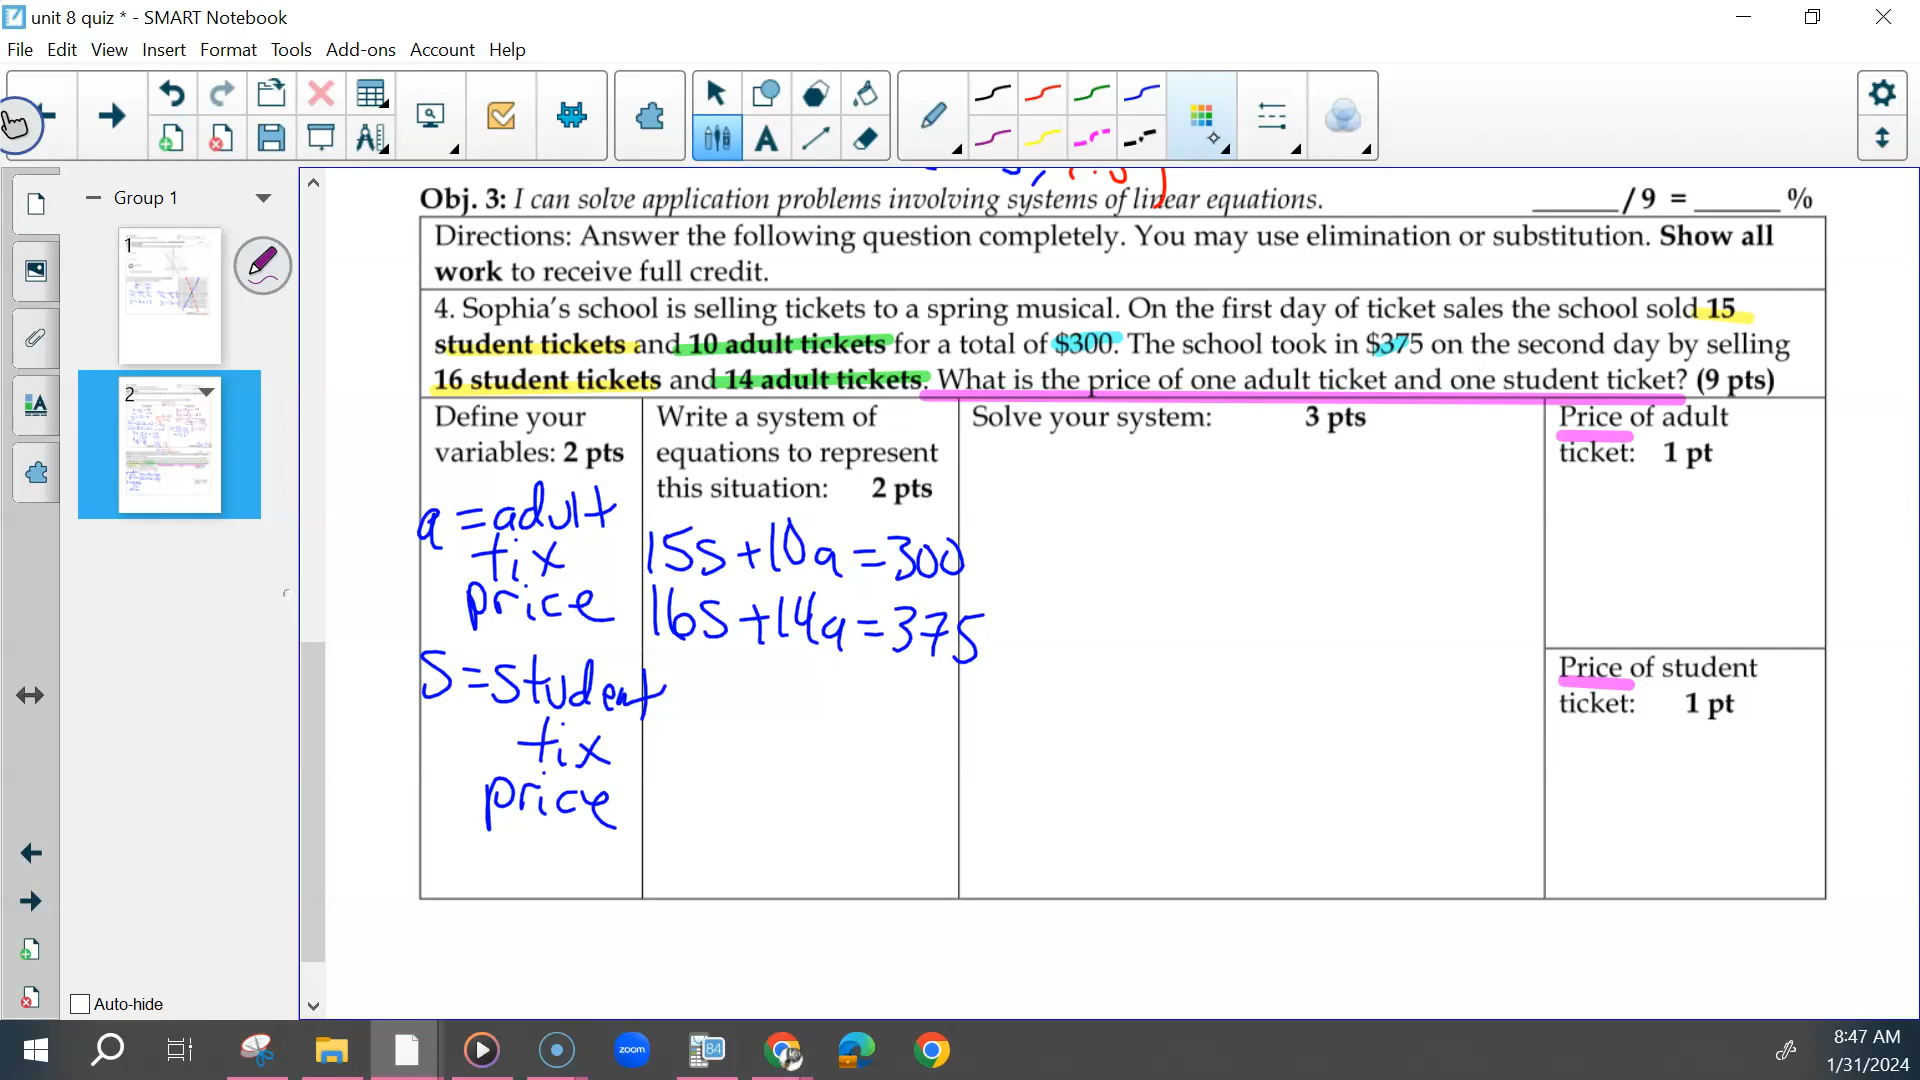 unit 8 quiz * - SMART Notebook
File Edit View Insert Format Tools Add-ons Account Help
Group 1
1
2
Obj. 3: I can solve application problems involving systems of linear equations. ______ / 9 = ______ %
Directions: Answer the following question completely. You may use elimination or substitution. Show all
work to receive full credit.
4. Sophia's school is selling tickets to a spring musical. On the first day of ticket sales the school sold 15
student tickets and 10 adult tickets for a total of $300. The school took in $375 on the second day by selling
16 student tickets and 14 adult tickets. What is the price of one adult ticket and one student ticket? (9 pts)
Define your
variables: 2 pts
a = adult
tix
price
s = student
tix
price
Write a system of
equations to represent
this situation: 2 pts
15s + 10a = 300
16s + 14a = 375
Solve your system: 3 pts
Price of adult
ticket: 1 pt
Price of student
ticket: 1 pt
Auto-hide
zoom
84
8:47 AM
1/31/2024